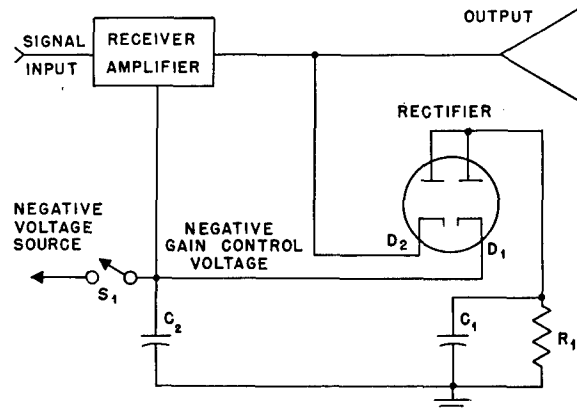 OUTPUT
SIGNAL
INPUT
RECEIVER
AMPLIFIER
RECTIFIER
NEGATIVE
VOLTAGE
SOURCE
NEGATIVE
GAIN CONTROL
VOLTAGE
D2
D1
S1
C2
C1
R1